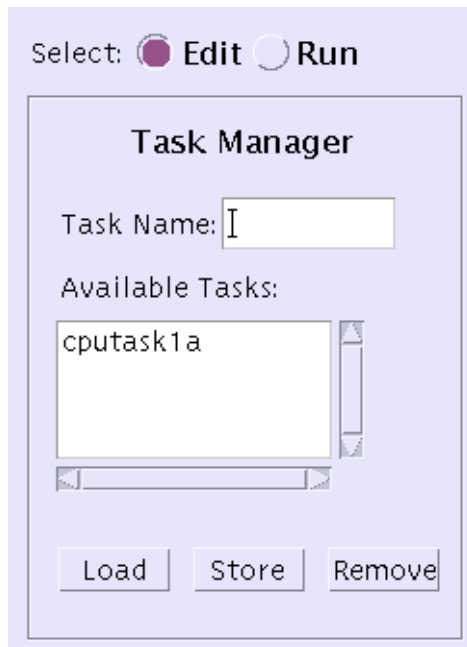 Select: Edit Run
Task Manager
Task Name:
Available Tasks:
cputask1a
Load Store Remove